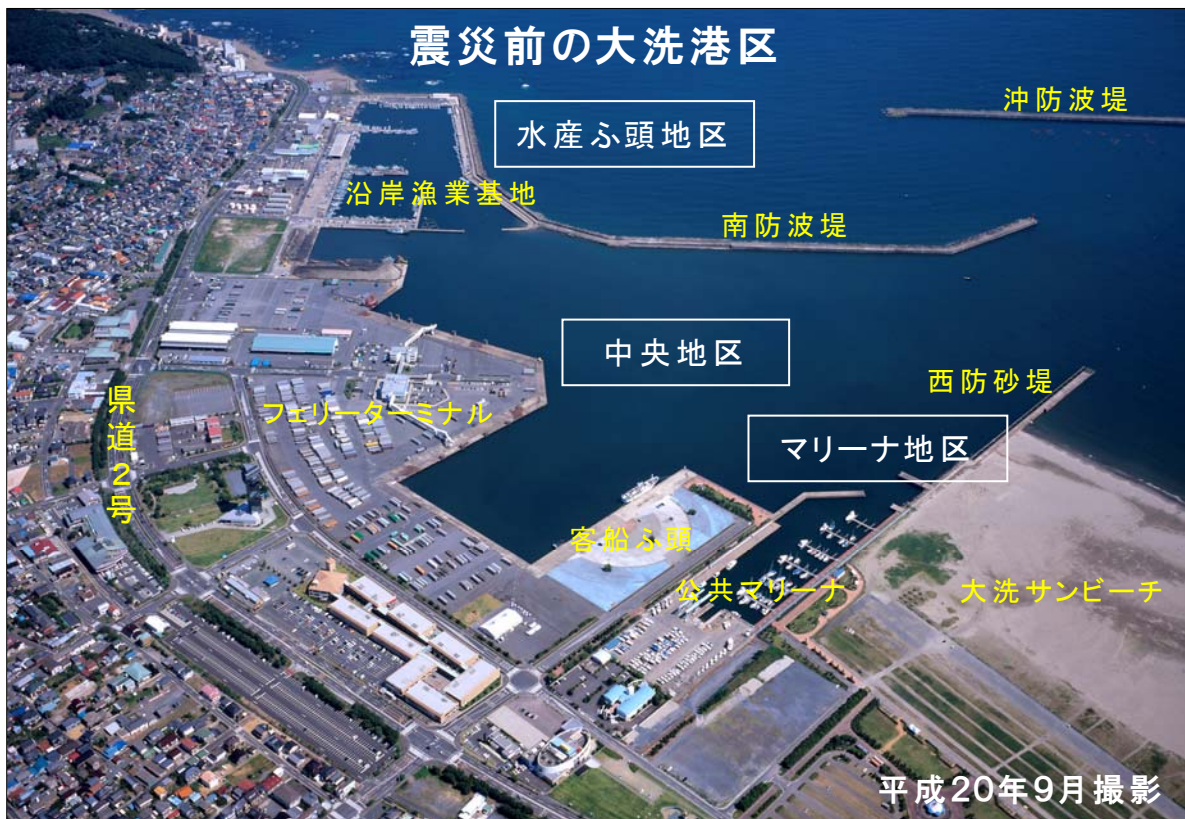 震災前の大洗港区
沖防波堤
水産ふ頭地区
沿岸漁業基地
南防波堤
中央地区
西防砂堤
県道2号
フェリーターミナル
マリーナ地区
客船ふ頭
公共マリーナ
大洗サンビーチ
平成20年9月撮影